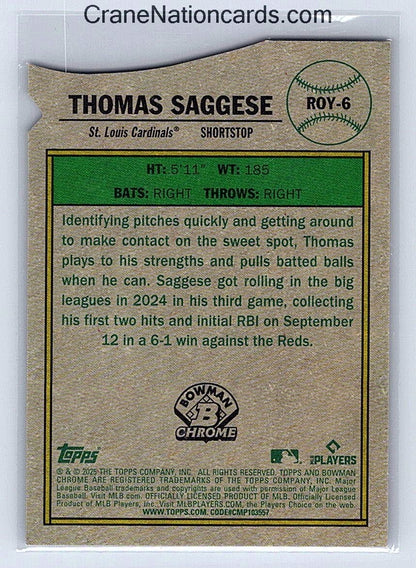 CraneNationcards.com
THOMAS SAGGESE
ROY-6
St. Louis Cardinals® SHORTSTOP
HT: 5'11" WT: 185
BATS: RIGHT THROWS: RIGHT
Identifying pitches quickly and getting around
to make contact on the sweet spot, Thomas
plays to his strengths and pulls batted balls
when he can. Saggese got rolling in the big
leagues in 2024 in his third game, collecting
his first two hits and initial RBI on September
12 in a 6-1 win against the Reds.
BOWMAN
B
CHROME
Topps
MLB PLAYERS
® & © 2025 THE TOPPS COMPANY, INC. ALL RIGHTS RESERVED. TOPPS AND BOWMAN
CHROME ARE REGISTERED TRADEMARKS OF THE TOPPS COMPANY, INC. Major
League Baseball trademarks and copyrights are used with permission of Major League
Baseball. Visit MLB.com. OFFICIALLY LICENSED PRODUCT OF MLB. Officially Licensed
Product of MLB Players, Inc. Visit MLBPLAYERS.COM, the Players Choice on the web.
WWW.TOPPS.COM. CODE#CMP103557